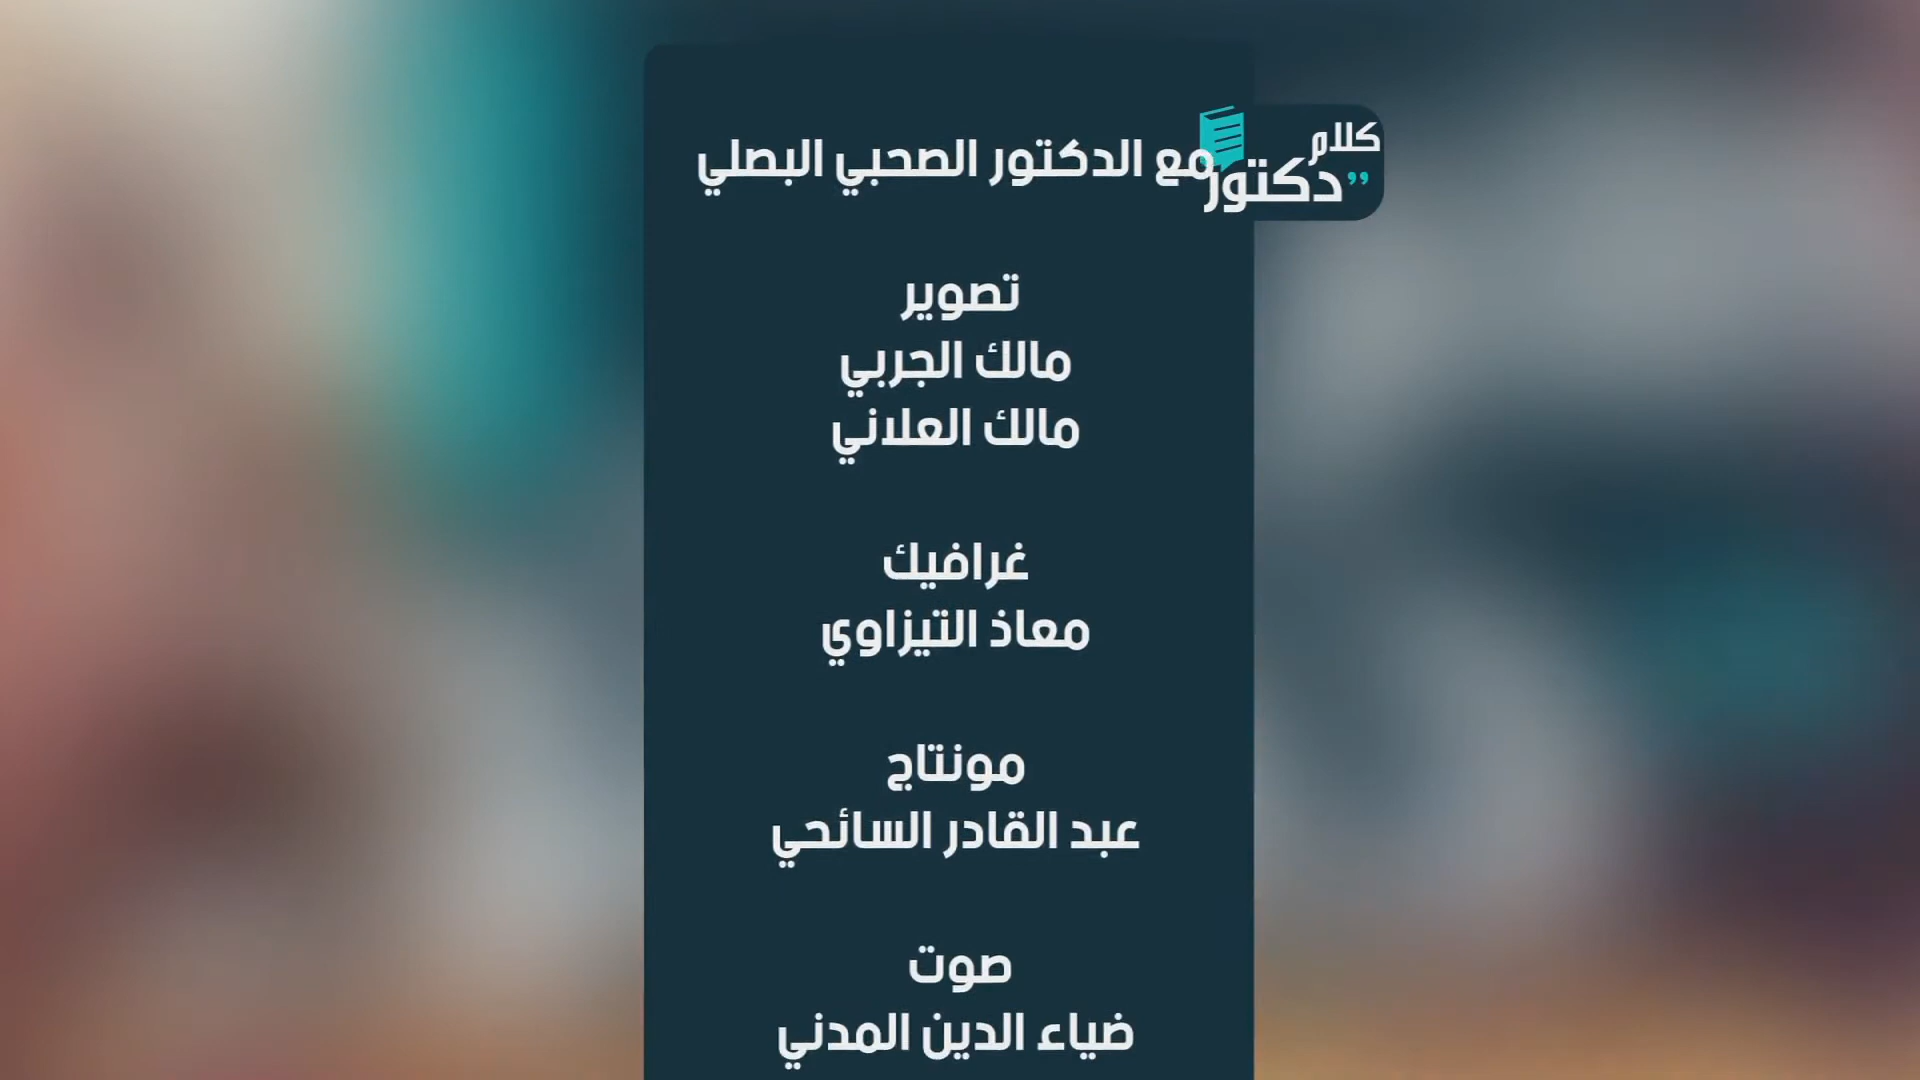 كلام
دكتور”
مع الدكتور الصحبي البصلي
تصوير
مالك الجربي
مالك العلاني
غرافيك
معاذ التيزاوي
مونتاج
عبد القادر السائحي
صوت
ضياء الدين المدني